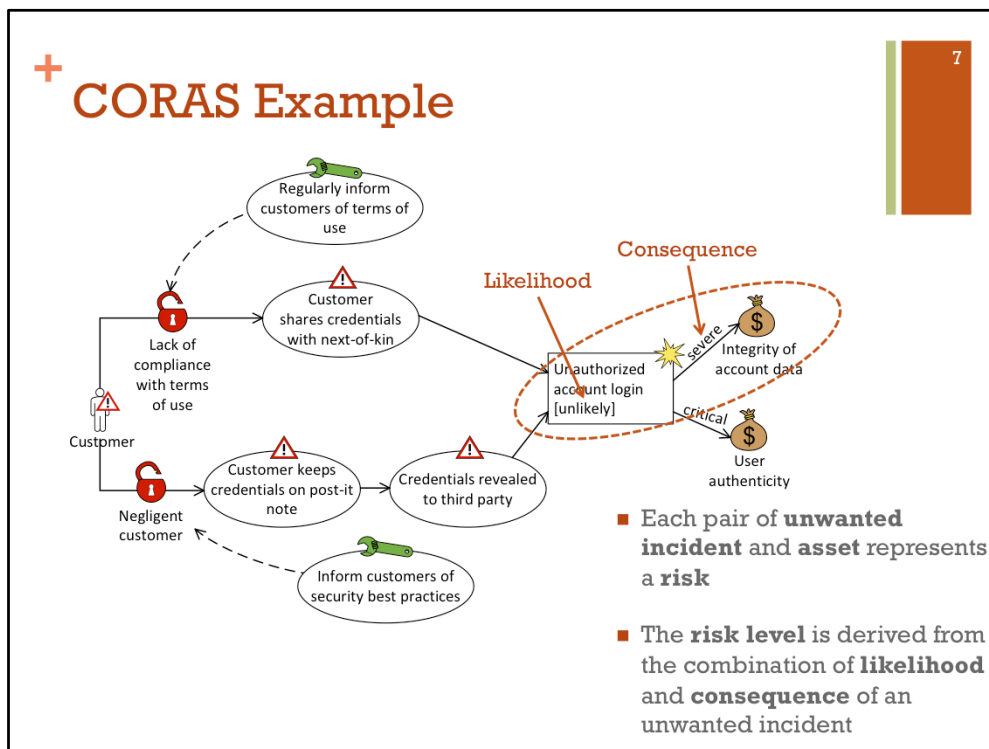 7
+
CORAS Example
Regularly inform
customers of terms of
use
Consequence
Likelihood
Customer
shares credentials
with next-of-kin
Lack of
compliance
with terms
of use
severe
$
Integrity of
account data
Unauthorized
account login
[unlikely]
critical
$
User
authenticity
Customer
Customer keeps
credentials on post-it
note
Credentials revealed
to third party
Negligent
customer
Inform customers of
security best practices
■ Each pair of unwanted
incident and asset represents
a risk
■ The risk level is derived from
the combination of likelihood
and consequence of an
unwanted incident